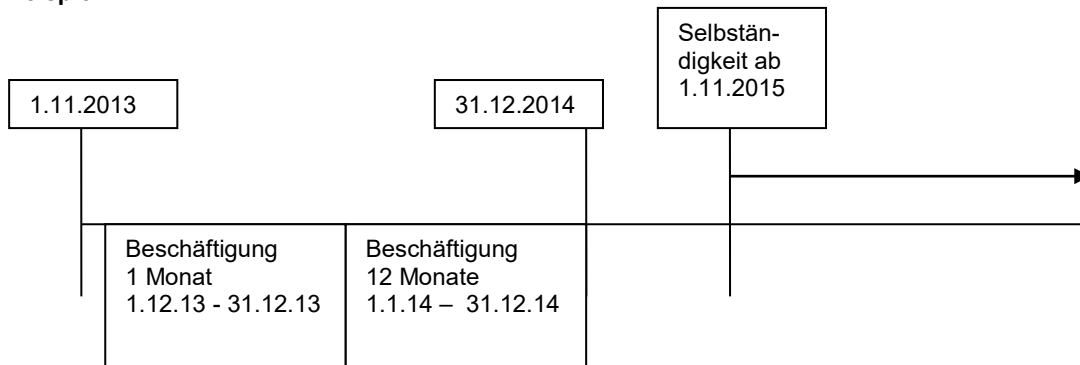 1.11.2013
31.12.2014
Selbstän-
digkeit ab
1.11.2015
Beschäftigung
1 Monat
1.12.13 - 31.12.13
Beschäftigung
12 Monate
1.1.14 –  31.12.14